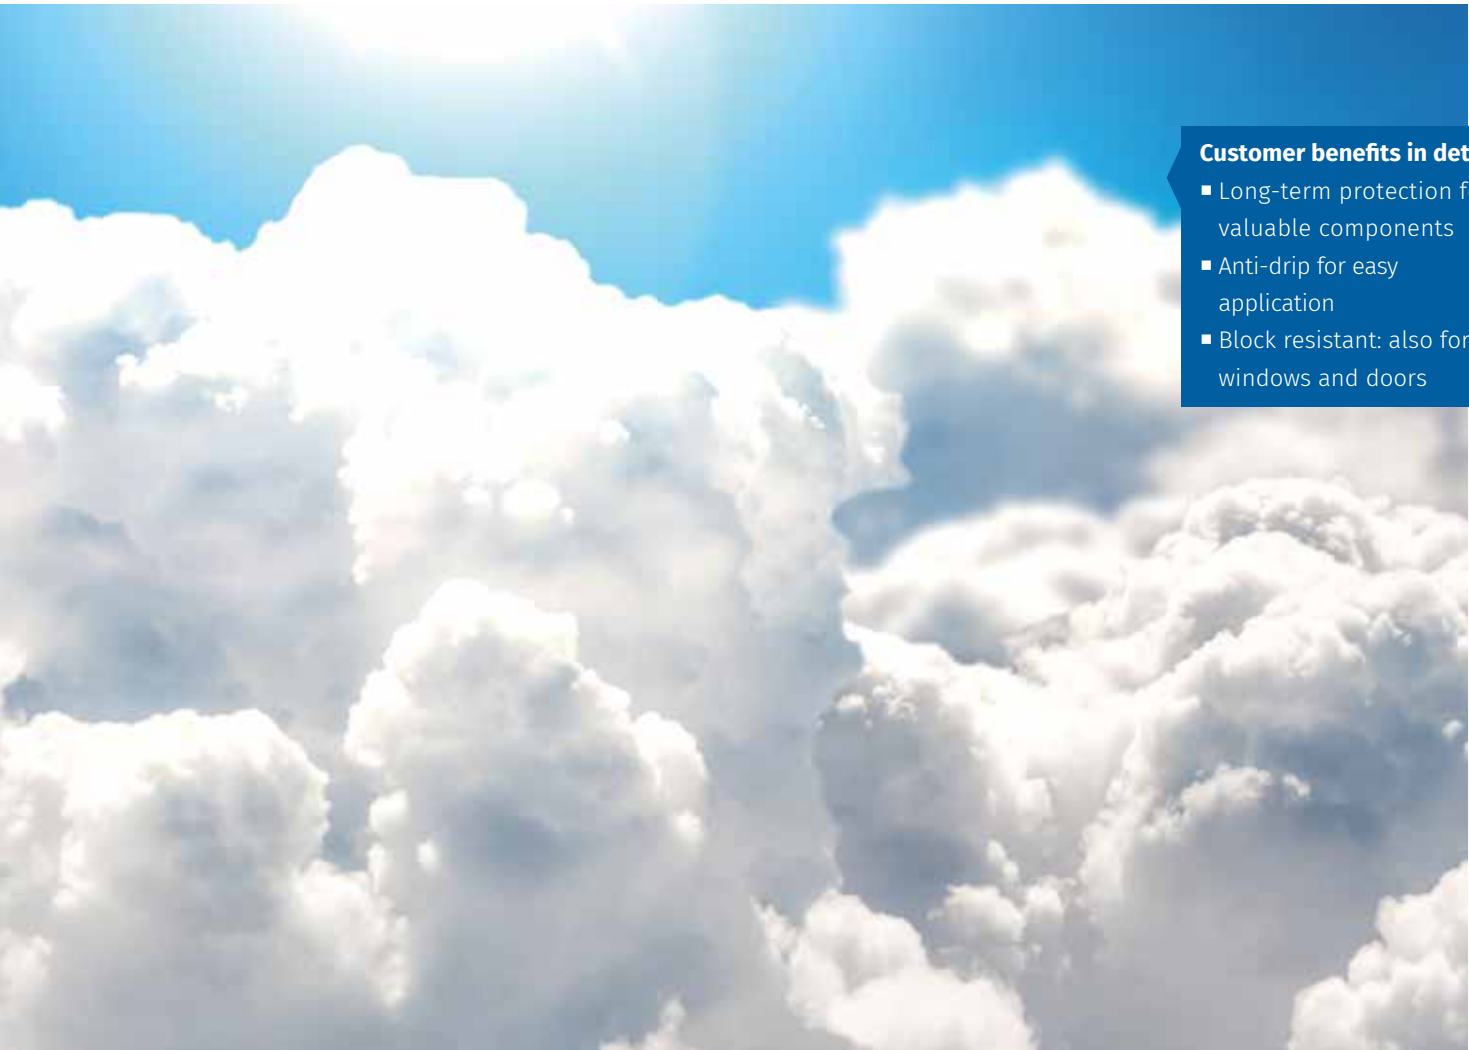 Customer benefits in
▪ Long-term protection
valuable components
▪ Anti-drip for easy
application
▪ Block resistant: also for
windows and doors